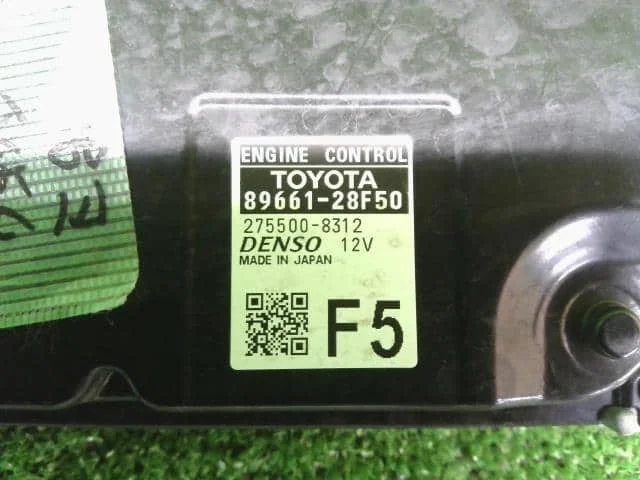 ENGINE CONTROL
TOYOTA
89661-28F50
275500-8312
DENSO 12V
MADE IN JAPAN
F5